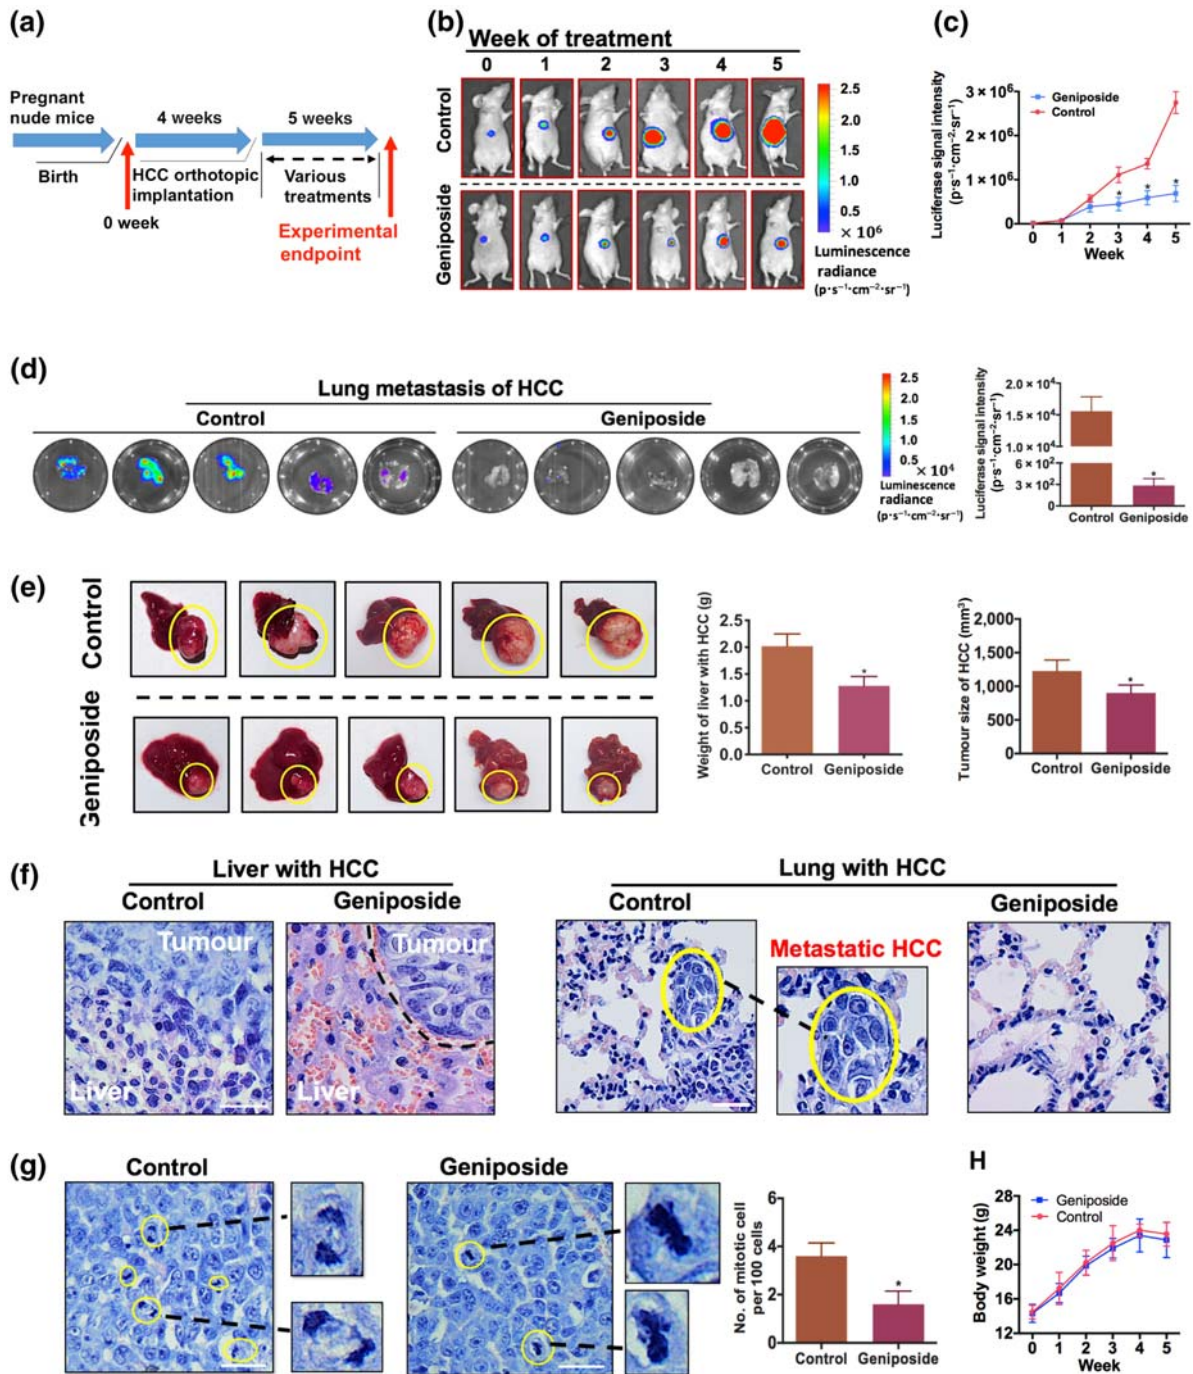 (a)
Pregnant
nude mice
4 weeks
5 weeks
Birth
HCC orthotopic
implantation
Various
treatments
0 week
Experimental
endpoint
(b)
Week of treatment
0 1 2 3 4 5
Control
Geniposide
2.5
2.0
1.5
1.0
0.5
× 10⁶
Luminescence
radiance
(p·s⁻¹·cm⁻²·sr⁻¹)
(c)
Luciferase signal intensity
(p·s⁻¹·cm⁻²·sr⁻¹)
3 × 10⁶
2 × 10⁶
1 × 10⁶
0
Geniposide
Control
* * *
0 1 2 3 4 5
Week
(d)
Lung metastasis of HCC
Control Geniposide
2.5
2.0
1.5
1.0
0.5
× 10⁴
Luminescence
radiance
(p·s⁻¹·cm⁻²·sr⁻¹)
Luciferase signal intensity
(p·s⁻¹·cm⁻²·sr⁻¹)
2.0 × 10⁴
1.5 × 10⁴
1.0 × 10⁴
6 × 10²
3 × 10²
0
*
Control Geniposide
(e)
Control
Geniposide
Weight of liver with HCC (g)
2.5
2.0
1.5
1.0
0.5
0.0
*
Control Geniposide
Tumour size of HCC (mm³)
1,500
1,000
500
0
*
Control Geniposide
(f)
Liver with HCC
Control Geniposide
Tumour Tumour
Liver Liver
Lung with HCC
Control Geniposide
Metastatic HCC
(g)
Control Geniposide
No. of mitotic cell
per 100 cells
6
4
2
0
*
Control Geniposide
H
Body weight (g)
28
24
20
16
12
Geniposide
Control
0 1 2 3 4 5
Week